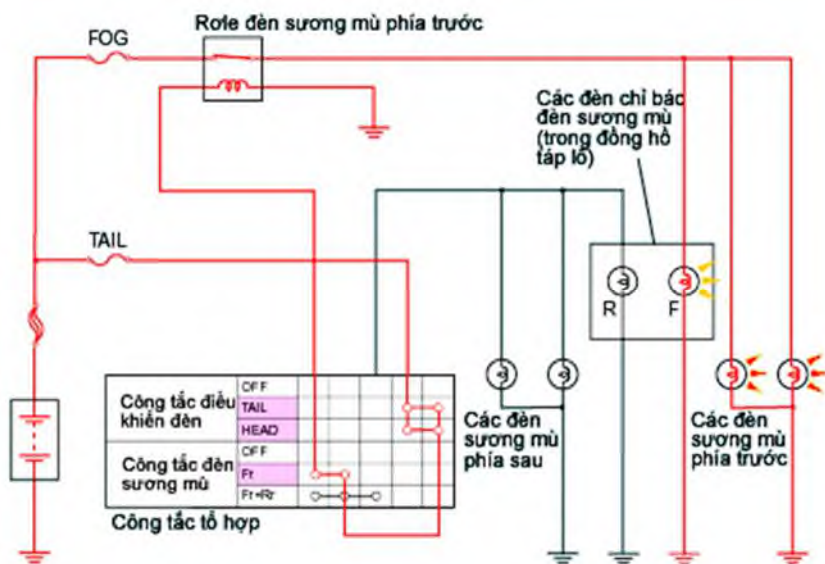 Rơle đèn sương mù phía trước
FOG
Các đèn chỉ bác
đèn sương mù
(trong đồng hồ
táp lô)
TAIL
R
F
Công tắc điều
khiển đèn
OFF
TAIL
HEAD
Công tắc đèn
sương mù
OFF
Fr
Fr+Rr
Công tắc tổ hợp
Các đèn
sương mù
phía sau
Các đèn
sương mù
phía trước